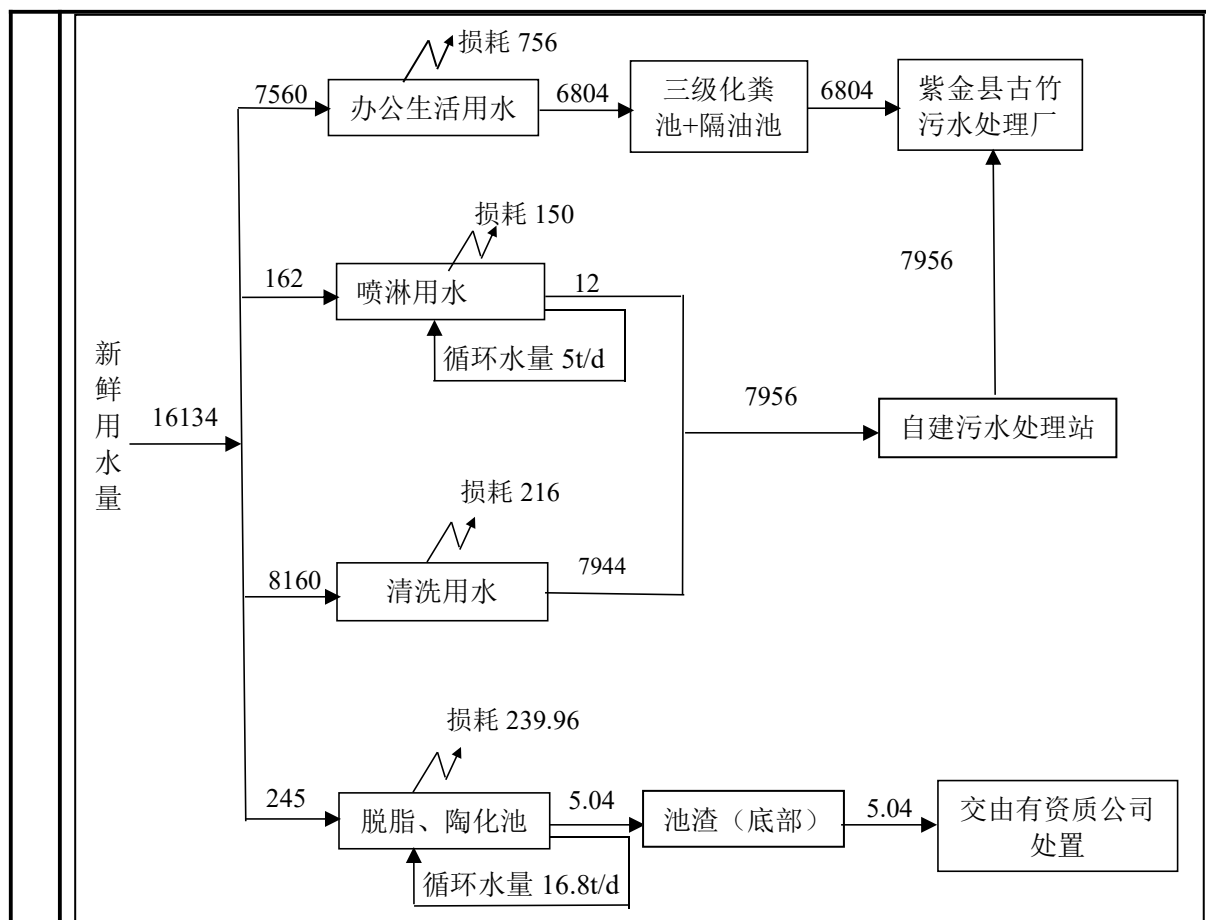 损耗 756
7560
办公生活用水
6804
三级化粪
池+隔油池
6804
紫金县古竹
污水处理厂
损耗 150
162
喷淋用水
12
循环水量 5t/d
7956
新鲜用水量
16134
7956
自建污水处理站
损耗 216
8160
清洗用水
7944
损耗 239.96
245
脱脂、陶化池
5.04
池渣（底部）
5.04
交由有资质公司
处置
循环水量 16.8t/d